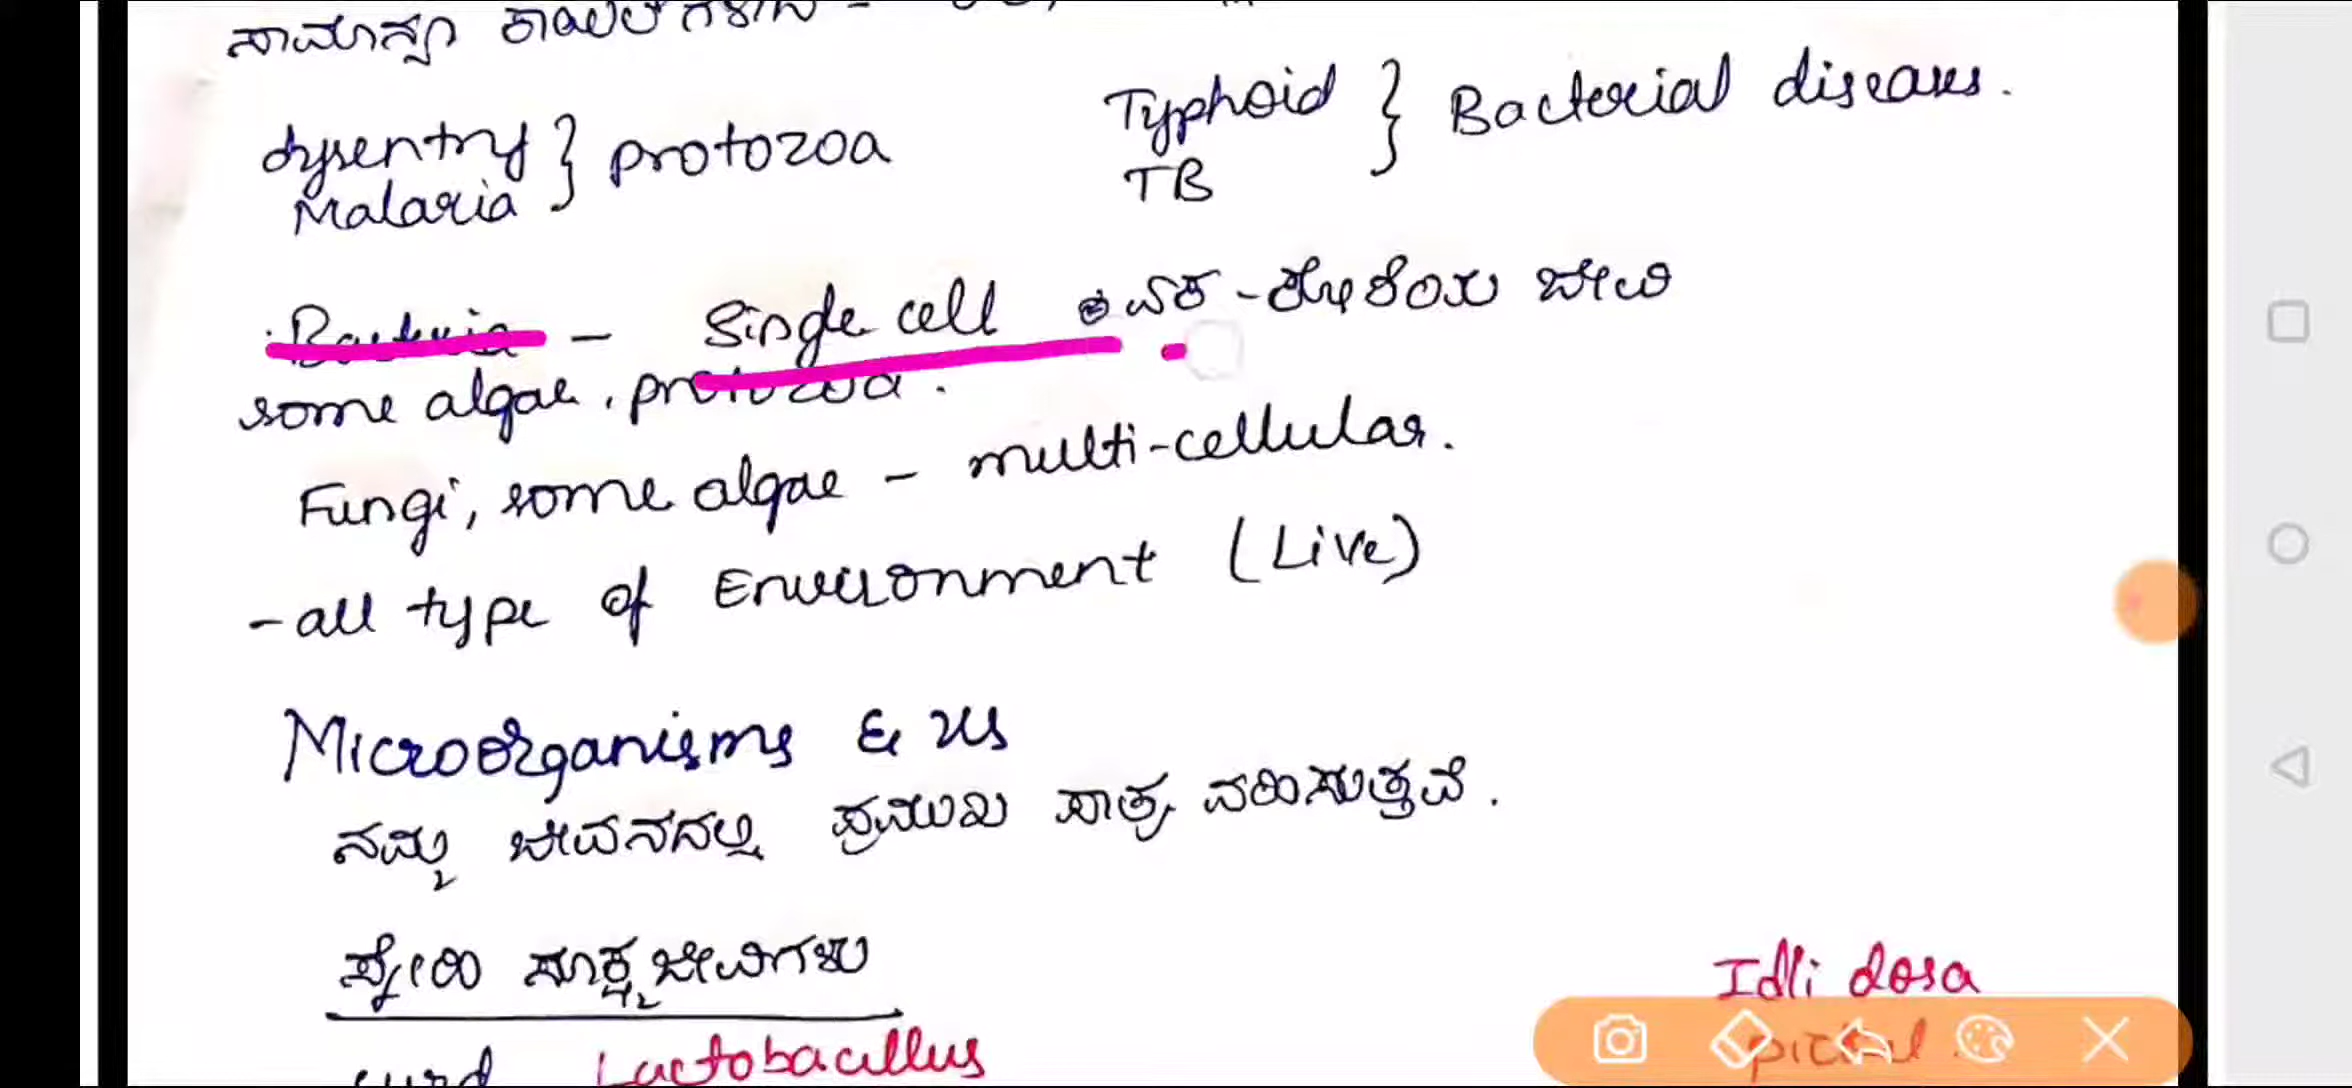 ಸಾಮಾನ್ಯ
dysentry } protozoa
Malaria
Typhoid } Bacterial diseases.
TB
Bacteria - Single cell ಏಕ-ಕೋಶೀಯ ಜೀವಿ
some algae, protozoa.
Fungi, some algae - multi-cellular.
- all type of Environment (Live)
Microorganisms & us
ನಮ್ಮ ಜೀವನದಲ್ಲಿ ಪ್ರಮುಖ ಪಾತ್ರ ವಹಿಸುತ್ತವೆ.
ಸ್ನೇಹಿ ಸೂಕ್ಷ್ಮಜೀವಿಗಳು
Idli dosa
curd Lactobacillus